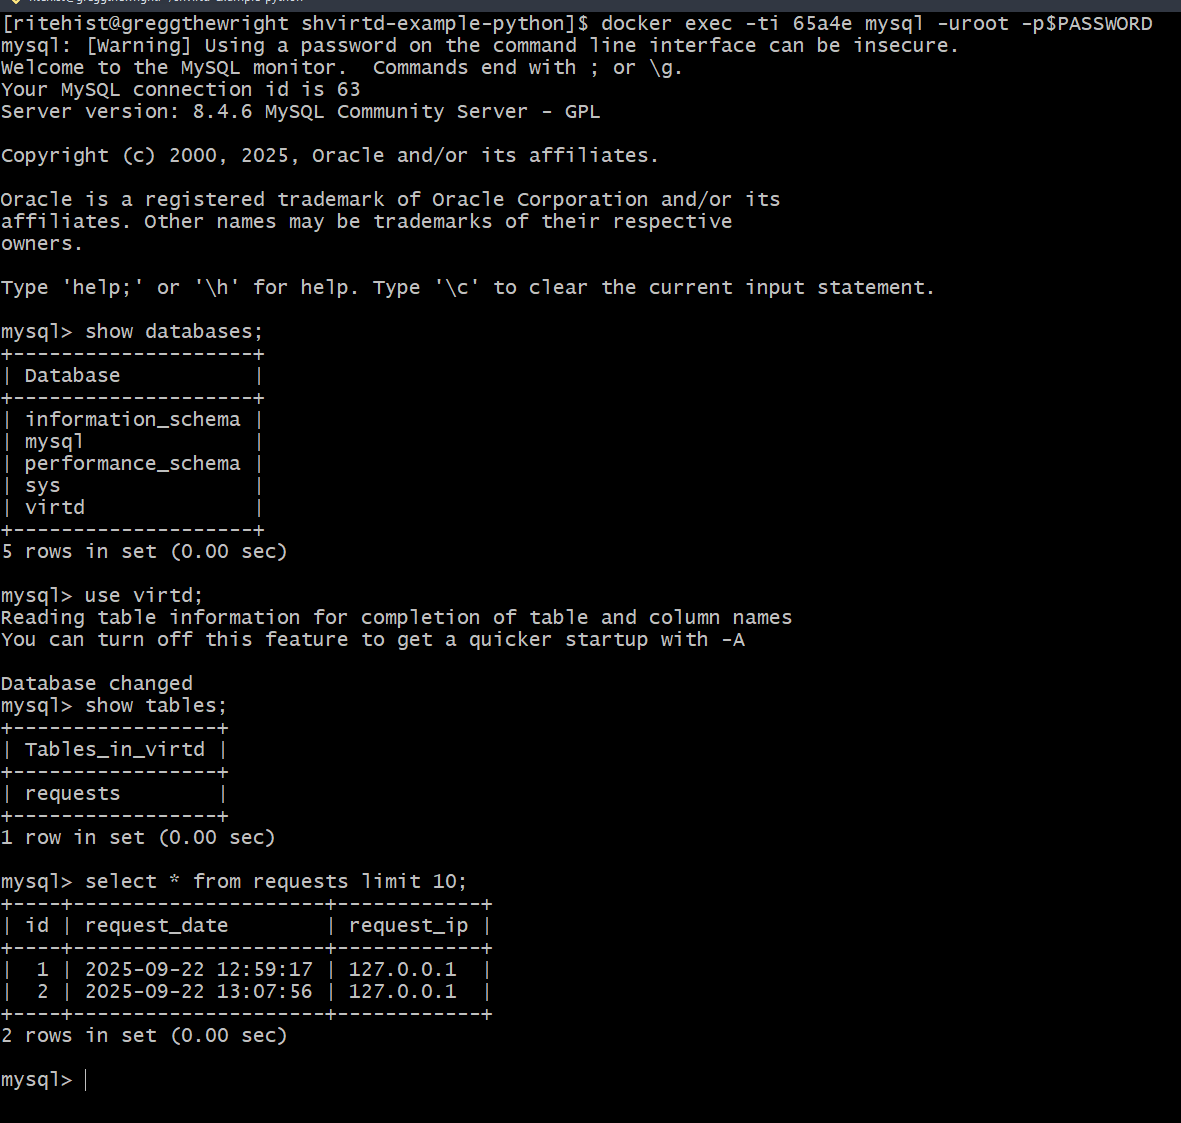 [ritehist@greggthewright shvirtd-example-python]$ docker exec -ti 65a4e mysql -uroot -p$PASSWORD
mysql: [Warning] Using a password on the command line interface can be insecure.
Welcome to the MySQL monitor.  Commands end with ; or \g.
Your MySQL connection id is 63
Server version: 8.4.6 MySQL Community Server - GPL

Copyright (c) 2000, 2025, Oracle and/or its affiliates.

Oracle is a registered trademark of Oracle Corporation and/or its
affiliates. Other names may be trademarks of their respective
owners.

Type 'help;' or '\h' for help. Type '\c' to clear the current input statement.

mysql> show databases;
+--------------------+
| Database           |
+--------------------+
| information_schema |
| mysql              |
| performance_schema |
| sys                |
| virtd              |
+--------------------+
5 rows in set (0.00 sec)

mysql> use virtd;
Reading table information for completion of table and column names
You can turn off this feature to get a quicker startup with -A

Database changed
mysql> show tables;
+-----------------+
| Tables_in_virtd |
+-----------------+
| requests        |
+-----------------+
1 row in set (0.00 sec)

mysql> select * from requests limit 10;
+----+---------------------+------------+
| id | request_date        | request_ip |
+----+---------------------+------------+
|  1 | 2025-09-22 12:59:17 | 127.0.0.1  |
|  2 | 2025-09-22 13:07:56 | 127.0.0.1  |
+----+---------------------+------------+
2 rows in set (0.00 sec)

mysql>